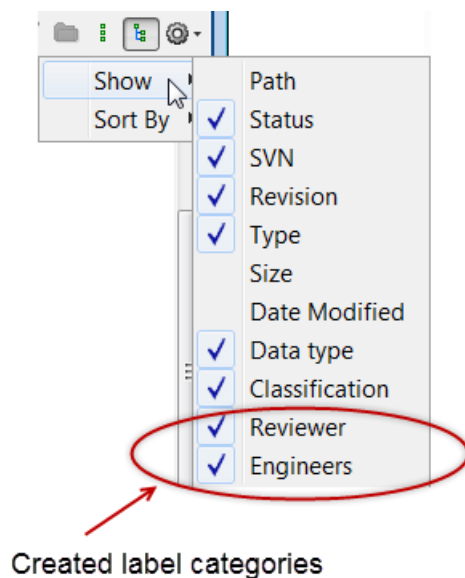 Show
Sort By
Path
Status
SVN
Revision
Type
Size
Date Modified
Data type
Classification
Reviewer
Engineers
Created label categories